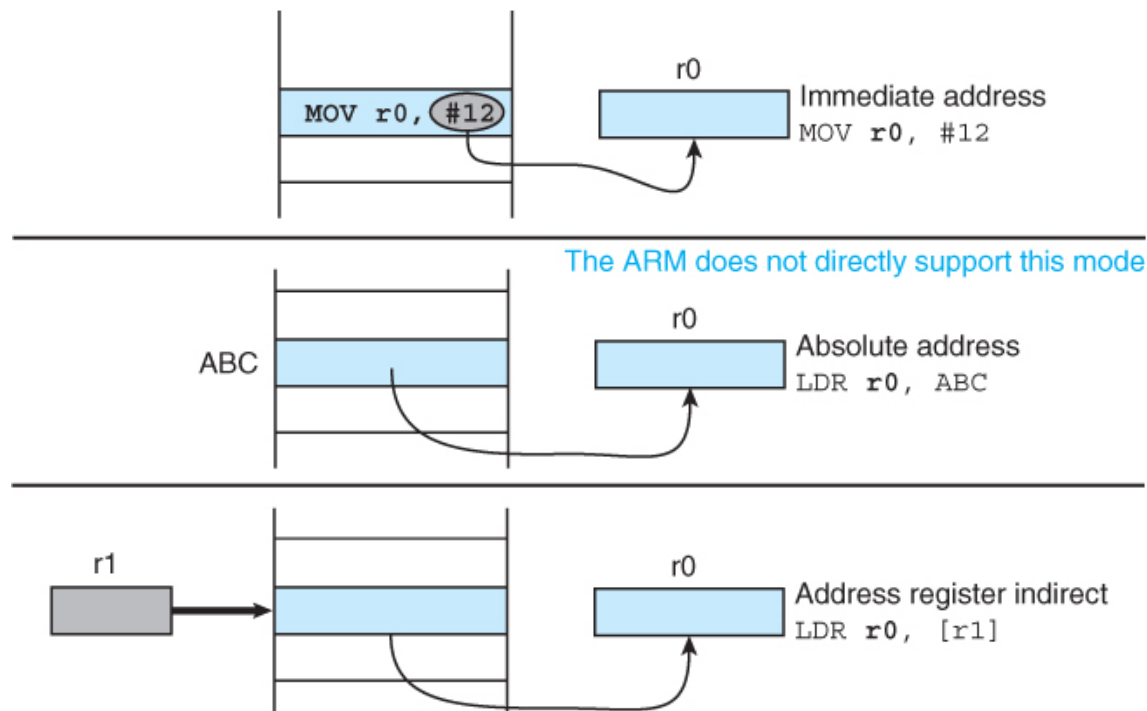 MOV r0, #12
r0
Immediate address
MOV r0, #12
The ARM does not directly support this mode
ABC
r0
Absolute address
LDR r0, ABC
r1
r0
Address register indirect
LDR r0, [r1]